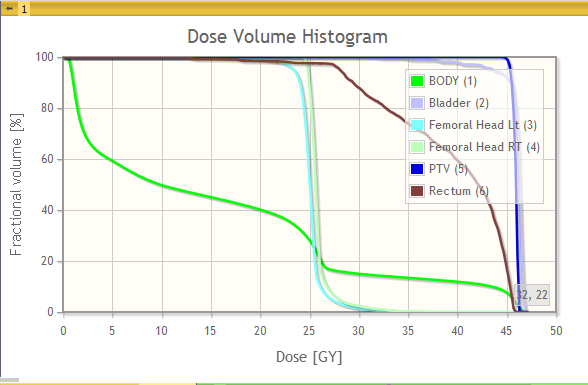 1
Dose Volume Histogram
100
80
60
40
20
0
Fractional volume [%]
BODY (1)
Bladder (2)
Femoral Head Lt (3)
Femoral Head RT (4)
PTV (5)
Rectum (6)
32, 22
0 5 10 15 20 25 30 35 40 45 50
Dose [GY]